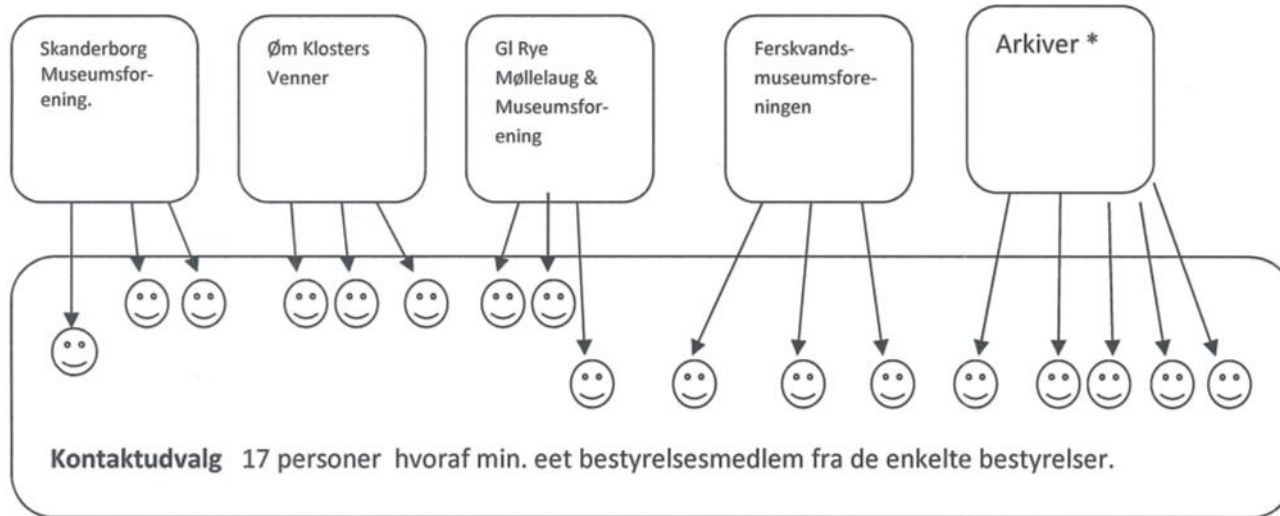 Skanderborg
Museumsfor-
ening.
Øm Klosters
Venner
Gl Rye
Møllelaug &
Museumsfor-
ening
Ferskvands-
museumsfore-
ningen
Arkiver *
Kontaktudvalg 17 personer hvoraf min. eet bestyrelsesmedlem fra de enkelte bestyrelser.